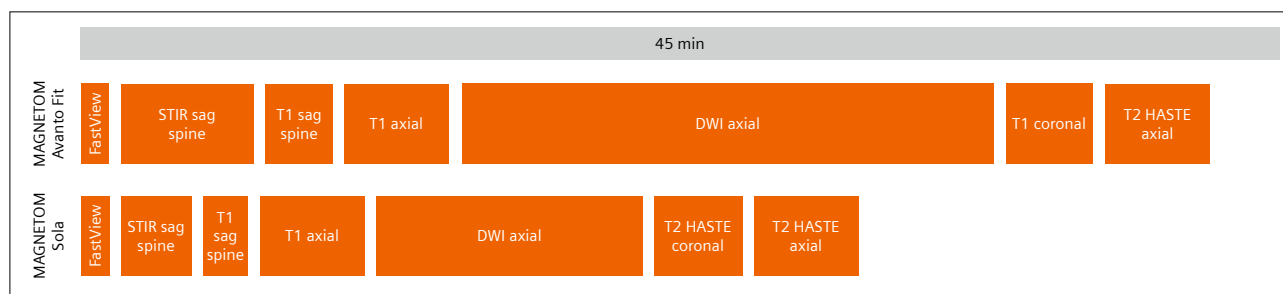 45 min
MAGNETOM
Avanto Fit
FastView
STIR sag
spine
T1 sag
spine
T1 axial
DWI axial
T1 coronal
T2 HASTE
axial
MAGNETOM
Sola
FastView
STIR sag
spine
T1
sag
spine
T1 axial
DWI axial
T2 HASTE
coronal
T2 HASTE
axial